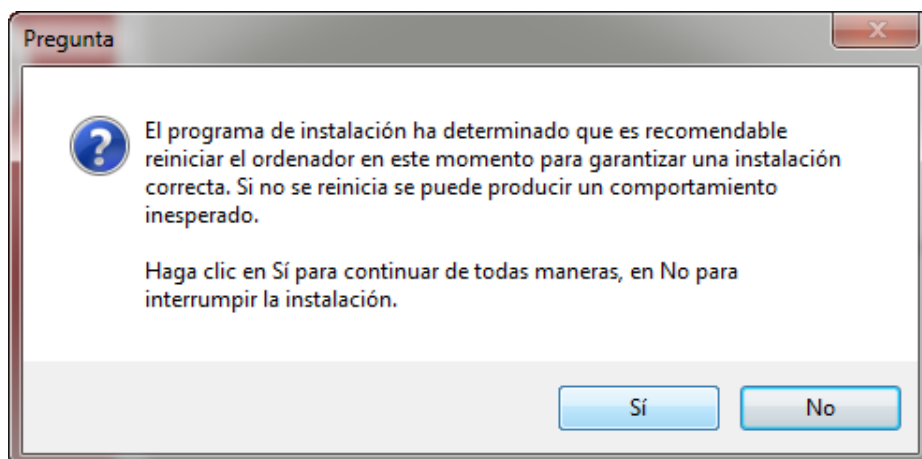 Pregunta
El programa de instalación ha determinado que es recomendable
reiniciar el ordenador en este momento para garantizar una instalación
correcta. Si no se reinicia se puede producir un comportamiento
inesperado.
Haga clic en Sí para continuar de todas maneras, en No para
interrumpir la instalación.
Sí No